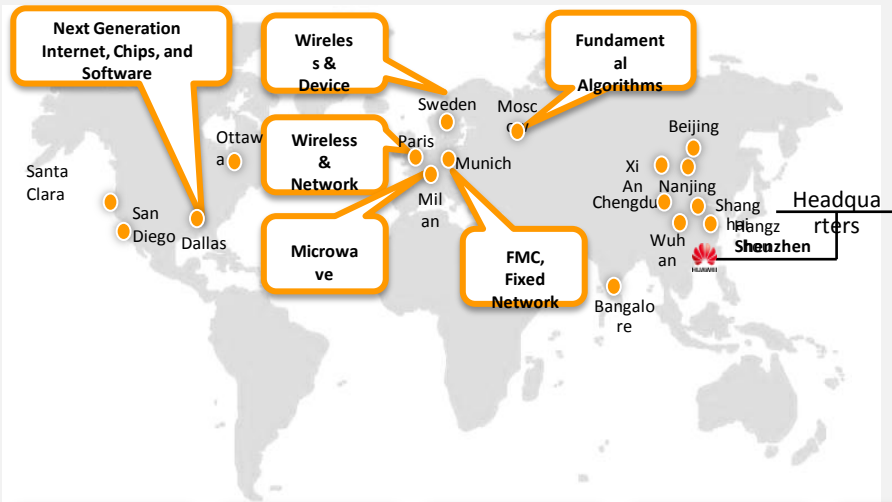 Next Generation
Internet, Chips, and
Software
Wireles
s &
Device
Fundament
al
Algorithms
Sweden
Mosc
ow
Beijing
Ottaw
a
Wireless
&
Network
Paris
Munich
Xi
An
Nanjing
Santa
Clara
Chengdu
Shang
hai
Headqua
rters
San
Diego
Dallas
Mil
an
Hangz
hou
Wuh
an
Shenzhen
HUAWEI
Microwa
ve
FMC,
Fixed
Network
Bangalo
re